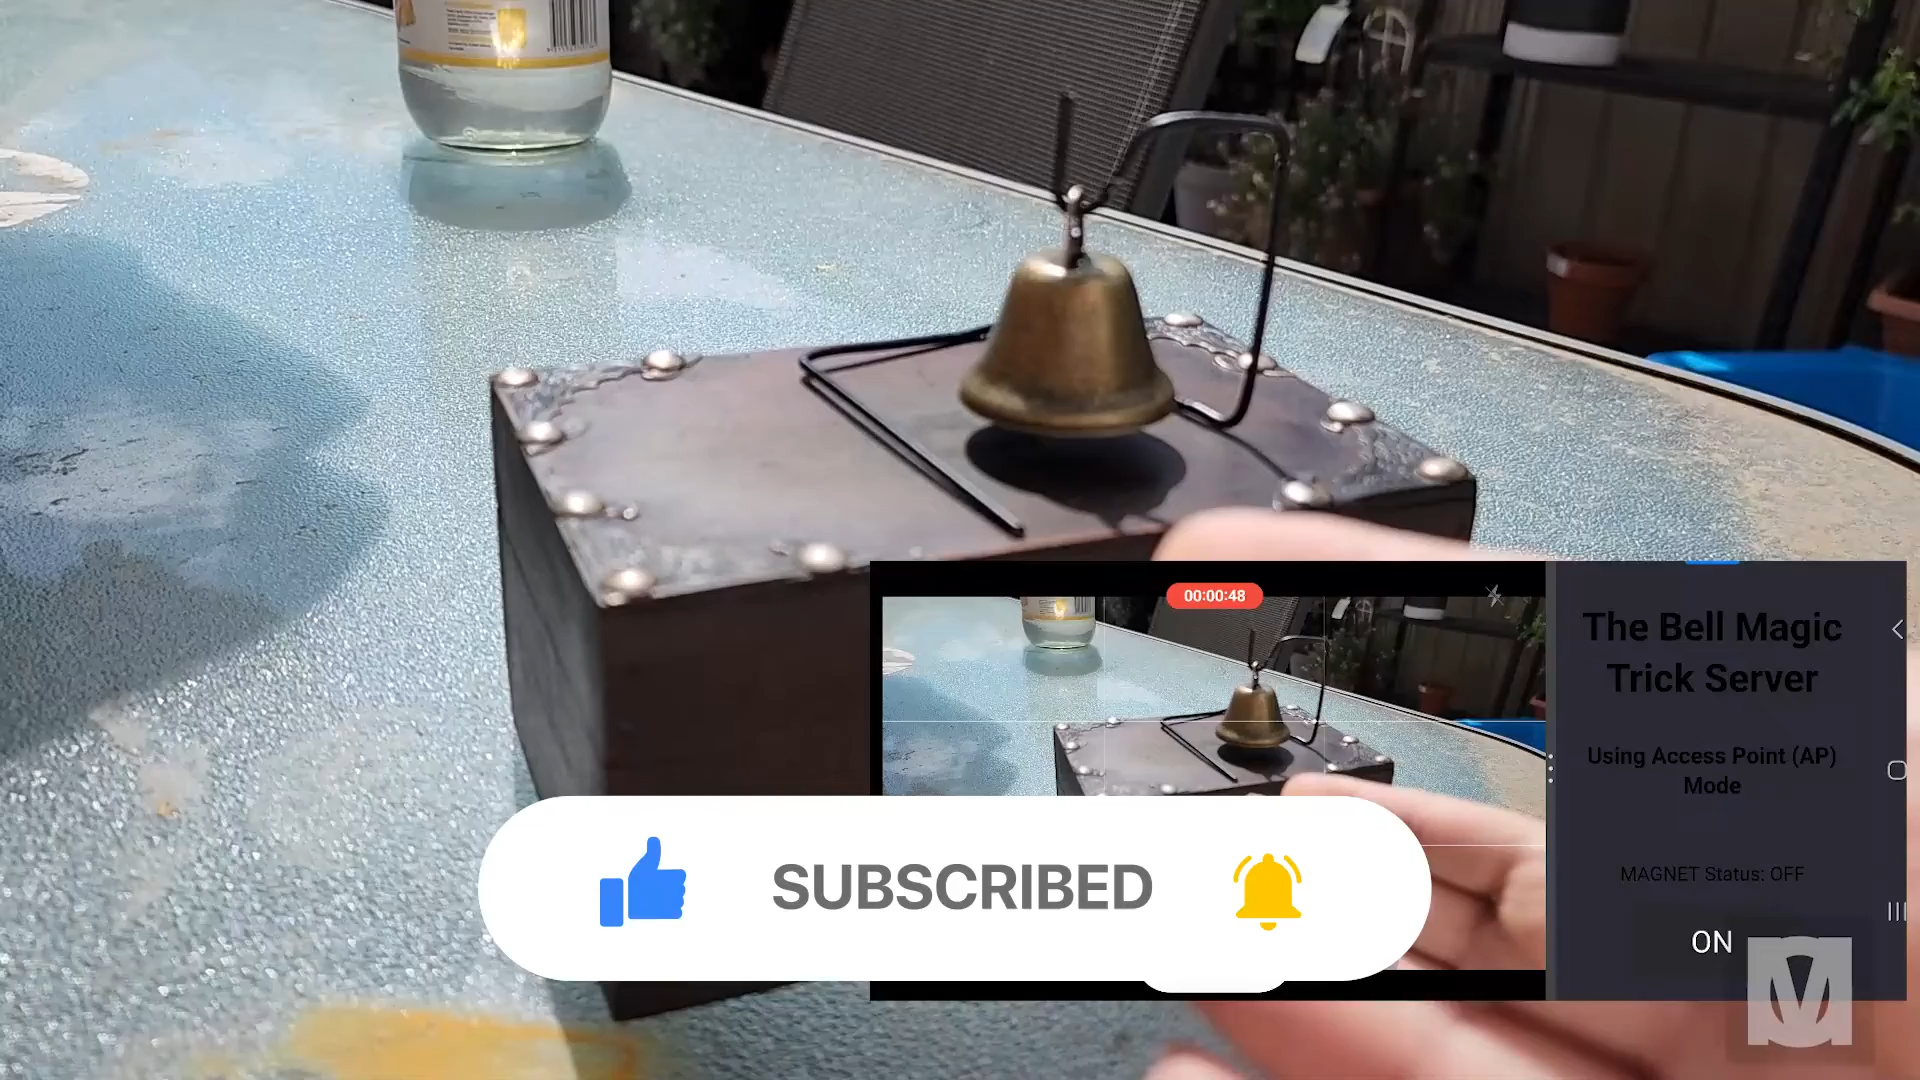 00:00:48
The Bell Magic
Trick Server
Using Access Point (AP)
Mode
MAGNET Status: OFF
ON
SUBSCRIBED